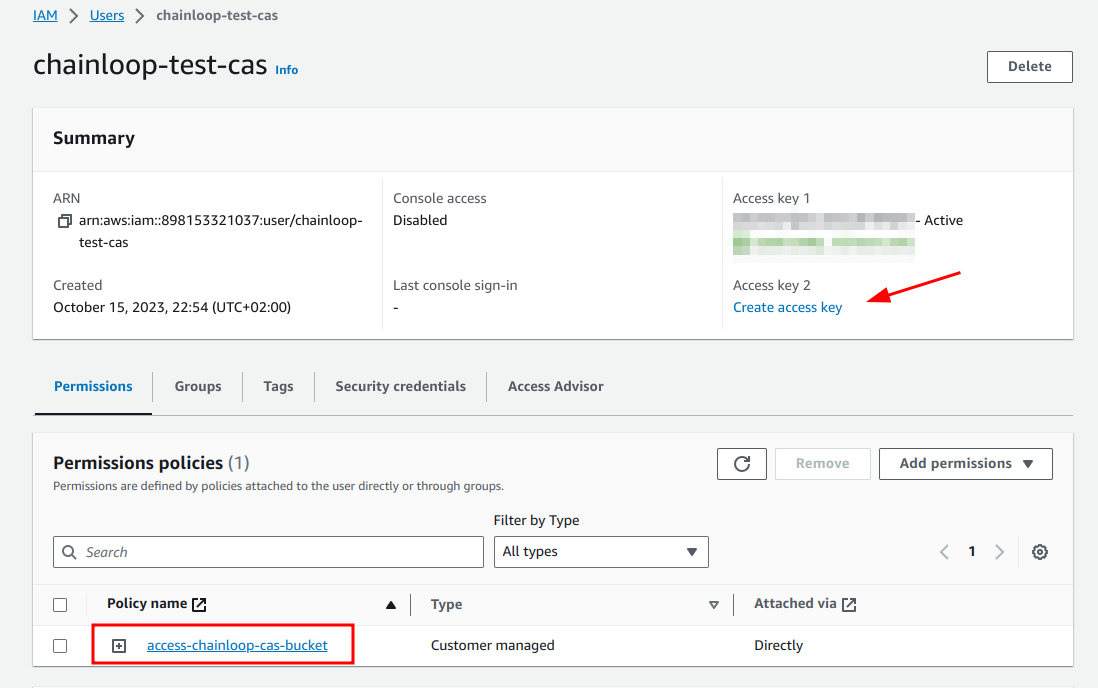 IAM > Users > chainloop-test-cas
chainloop-test-cas Info
Delete
Summary
ARN
arn:aws:iam::898153321037:user/chainloop-
test-cas
Created
October 15, 2023, 22:54 (UTC+02:00)
Console access
Disabled
Last console sign-in
-
Access key 1
- Active
Access key 2
Create access key
Permissions
Groups
Tags
Security credentials
Access Advisor
Permissions policies (1)
Permissions are defined by policies attached to the user directly or through groups.
Remove
Add permissions
Filter by Type
Search
All types
1
Policy name
Type
Attached via
access-chainloop-cas-bucket
Customer managed
Directly